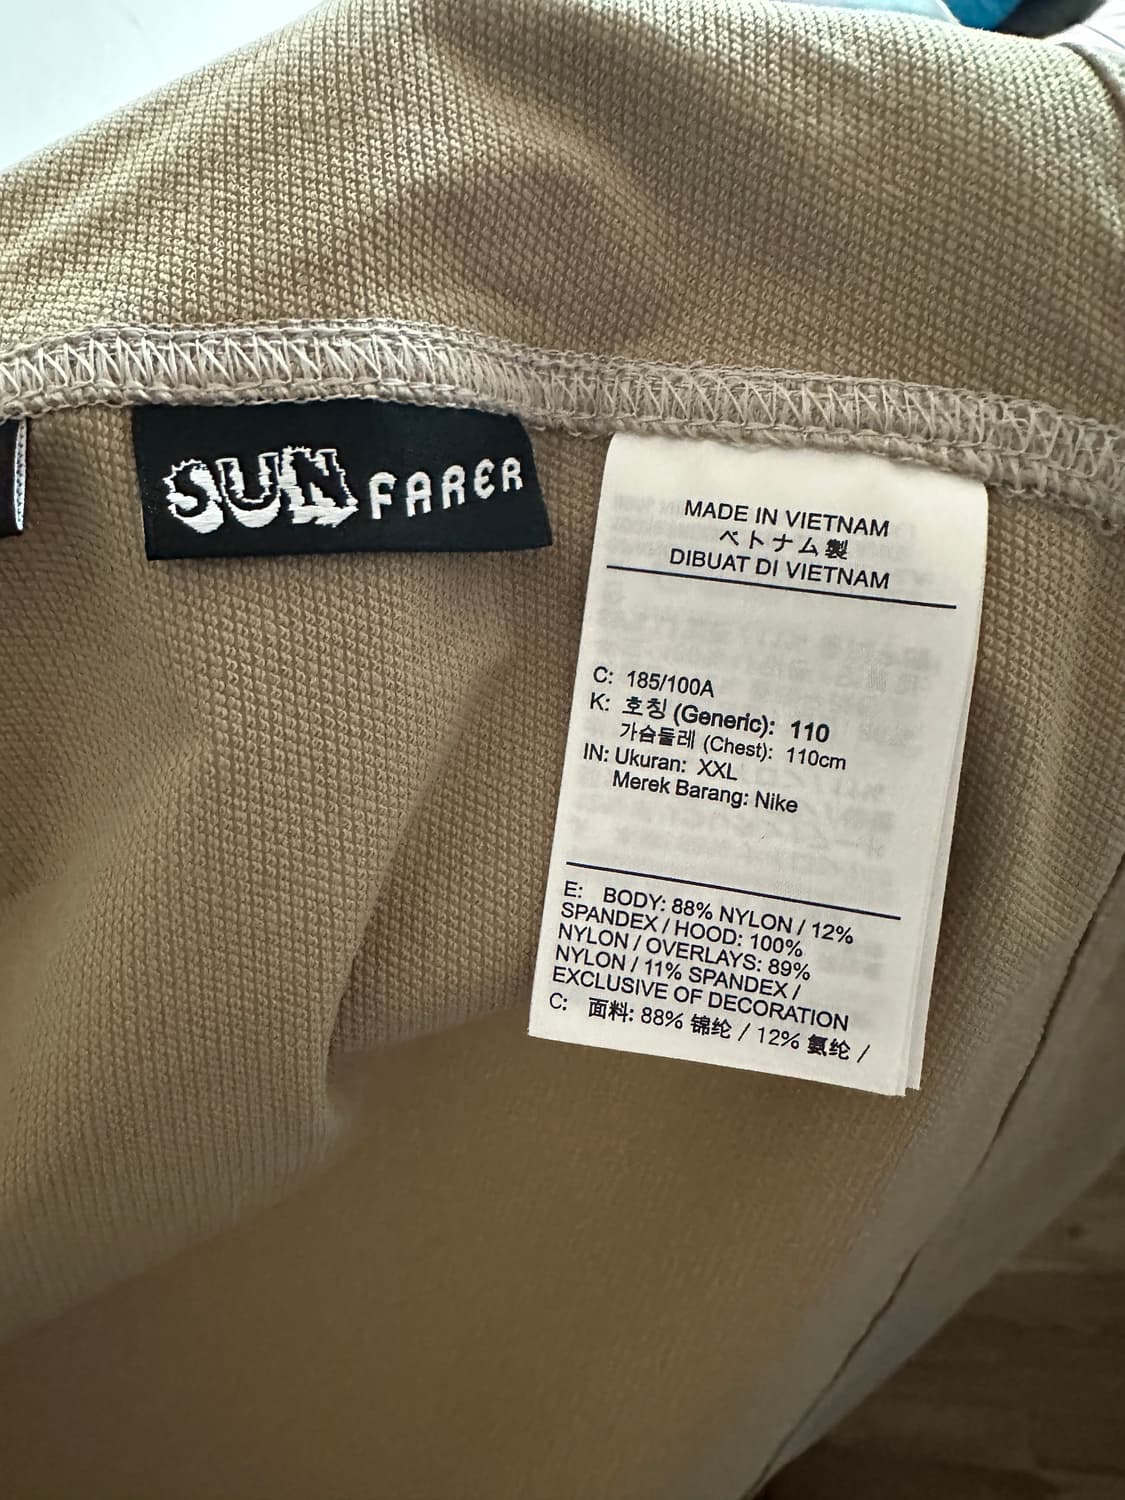 SUN FARER
MADE IN VIETNAM
ベトナム製
DIBUAT DI VIETNAM
C: 185/100A
K: 호칭 (Generic): 110
가슴둘레 (Chest): 110cm
IN: Ukuran: XXL
Merek Barang: Nike
E: BODY: 88% NYLON / 12%
SPANDEX / HOOD: 100%
NYLON / OVERLAYS: 89%
NYLON / 11% SPANDEX /
EXCLUSIVE OF DECORATION
C: 面料: 88% 锦纶 / 12% 氨纶 /